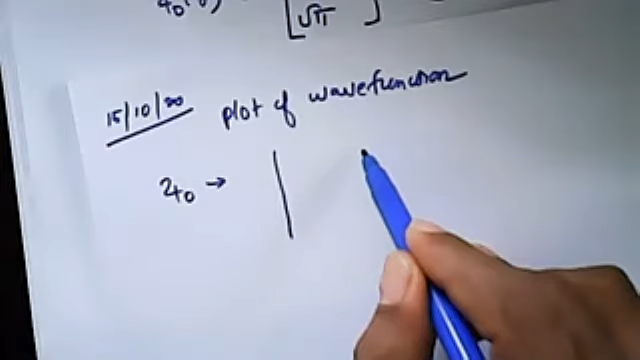 [√π]
15/10/20 plot of wavefunction
ψ0 →